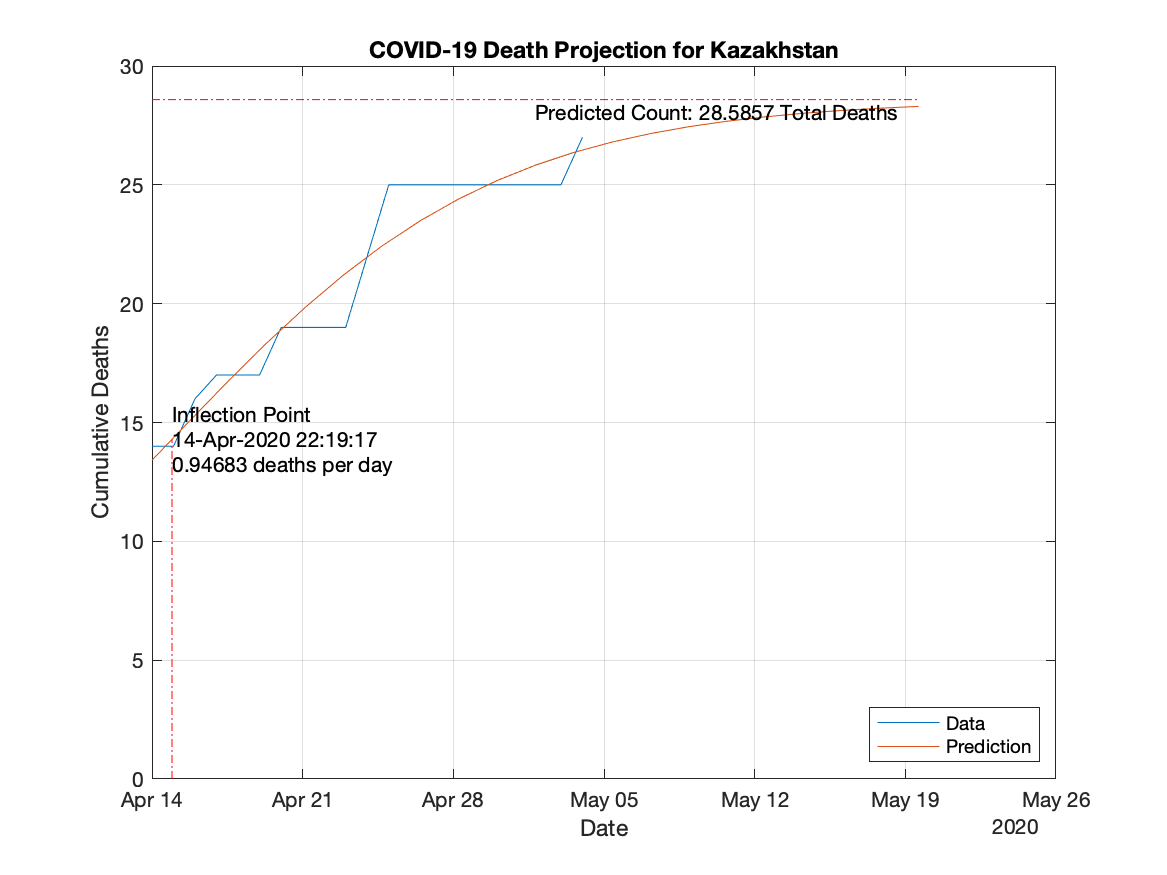 COVID-19 Death Projection for Kazakhstan
30
Predicted Count: 28.5857 Total Deaths
25
20
15
10
5
0
Cumulative Deaths
Inflection Point
14-Apr-2020 22:19:17
0.94683 deaths per day
Data
Prediction
Apr 14 Apr 21 Apr 28 May 05 May 12 May 19 May 26
Date
2020